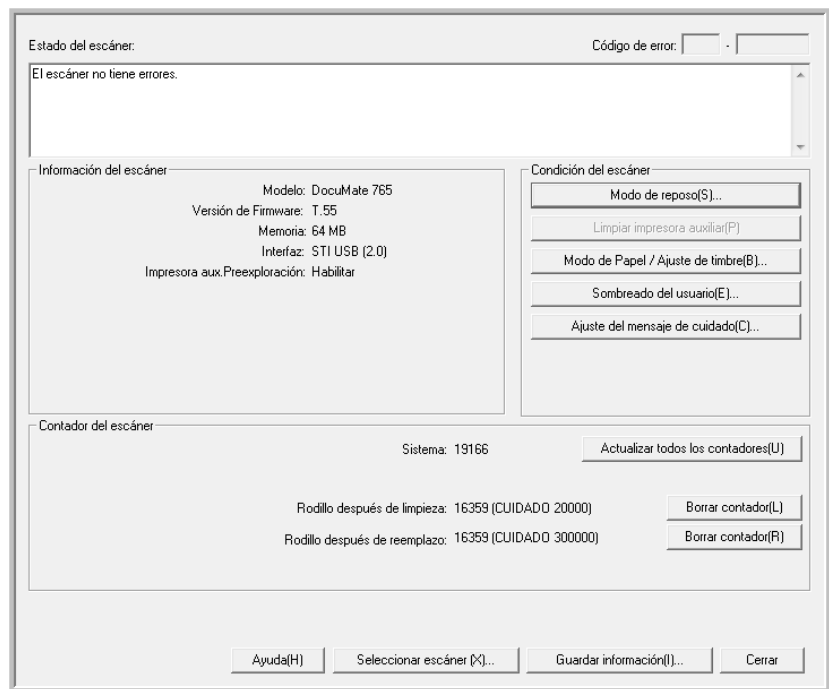 Estado del escáner:
Código de error: -
El escáner no tiene errores.
Información del escáner
Modelo: DocuMate 765
Versión de Firmware: T.55
Memoria: 64 MB
Interfaz: STI USB (2.0)
Impresora aux.Preexploración: Habilitar
Condición del escáner
Modo de reposo(S)...
Limpiar impresora auxiliar(P)
Modo de Papel / Ajuste de timbre(B)...
Sombreado del usuario(E)...
Ajuste del mensaje de cuidado(C)...
Contador del escáner
Sistema: 19166
Actualizar todos los contadores(U)
Rodillo después de limpieza: 16359 (CUIDADO 20000)
Borrar contador(L)
Rodillo después de reemplazo: 16359 (CUIDADO 300000)
Borrar contador(R)
Ayuda(H)
Seleccionar escáner (X)...
Guardar información(I)...
Cerrar